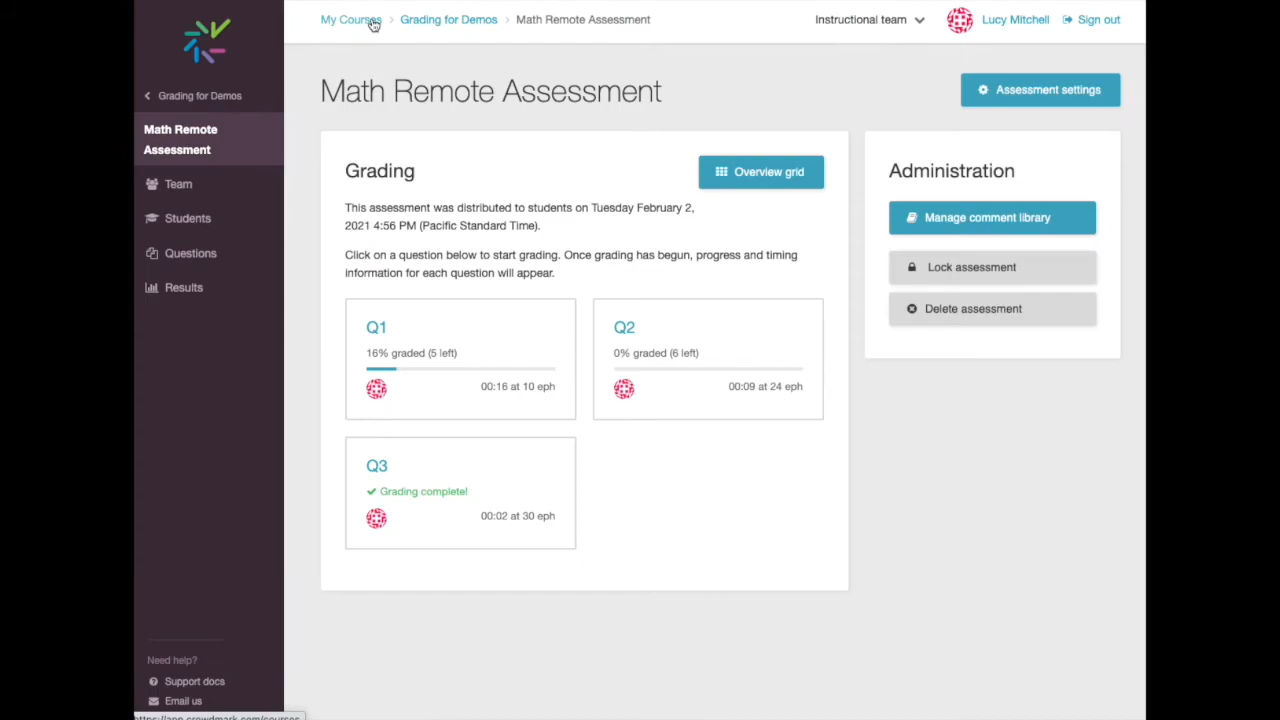 My Courses > Grading for Demos > Math Remote Assessment
Instructional team
Lucy Mitchell
Sign out
Grading for Demos
Math Remote
Assessment
Team
Students
Questions
Results
Need help?
Support docs
Email us
Math Remote Assessment
Assessment settings
Grading
Overview grid
This assessment was distributed to students on Tuesday February 2,
2021 4:56 PM (Pacific Standard Time).
Click on a question below to start grading. Once grading has begun, progress and timing
information for each question will appear.
Q1
16% graded (5 left)
00:16 at 10 eph
Q2
0% graded (6 left)
00:09 at 24 eph
Q3
Grading complete!
00:02 at 30 eph
Administration
Manage comment library
Lock assessment
Delete assessment
https://app.crowdmark.com/courses